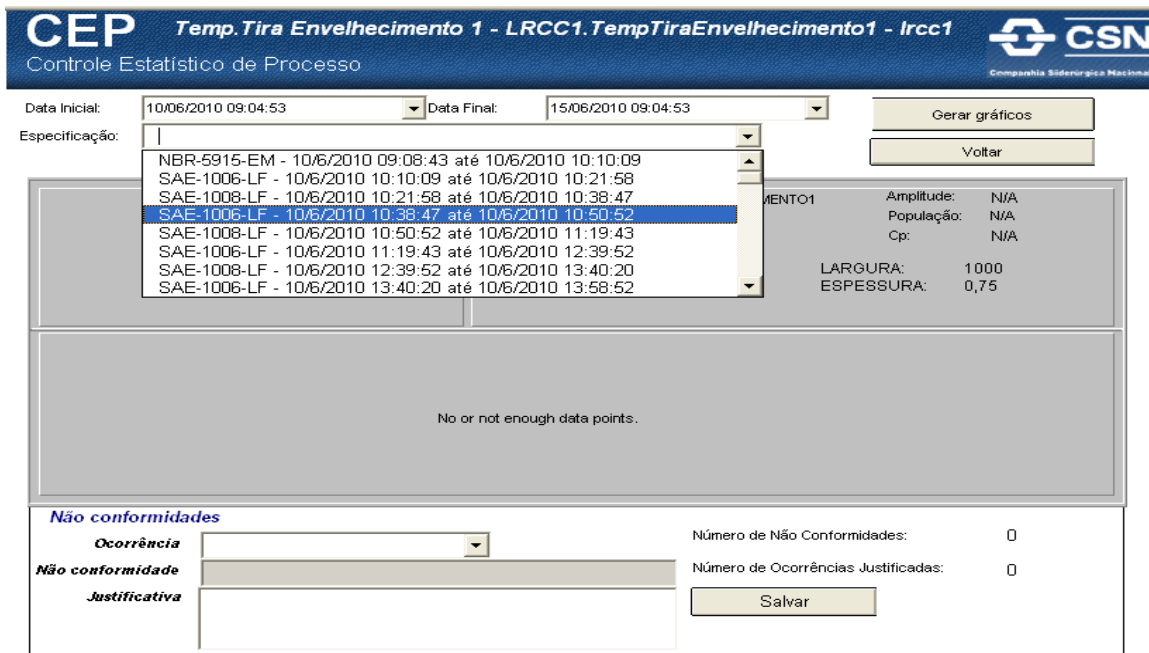 CEP Temp.Tira Envelhecimento 1 - LRCC1.TempTiraEnvelhecimento1 - lrcc1
Controle Estatístico de Processo
CSN
Companhia Siderúrgica Naciona
Data Inicial: 10/06/2010 09:04:53 Data Final: 15/06/2010 09:04:53 Gerar gráficos
Especificação: Voltar
NBR-5915-EM - 10/6/2010 09:08:43 até 10/6/2010 10:10:09
SAE-1006-LF - 10/6/2010 10:10:09 até 10/6/2010 10:21:58
SAE-1008-LF - 10/6/2010 10:21:58 até 10/6/2010 10:38:47
SAE-1006-LF - 10/6/2010 10:38:47 até 10/6/2010 10:50:52
SAE-1008-LF - 10/6/2010 10:50:52 até 10/6/2010 11:19:43
SAE-1006-LF - 10/6/2010 11:19:43 até 10/6/2010 12:39:52
SAE-1008-LF - 10/6/2010 12:39:52 até 10/6/2010 13:40:20
SAE-1006-LF - 10/6/2010 13:40:20 até 10/6/2010 13:58:52
MENTO1 Amplitude: N/A
População: N/A
Cp: N/A
LARGURA: 1000
ESPESSURA: 0,75
No or not enough data points.
Não conformidades
Ocorrência
Não conformidade
Justificativa
Número de Não Conformidades: 0
Número de Ocorrências Justificadas: 0
Salvar